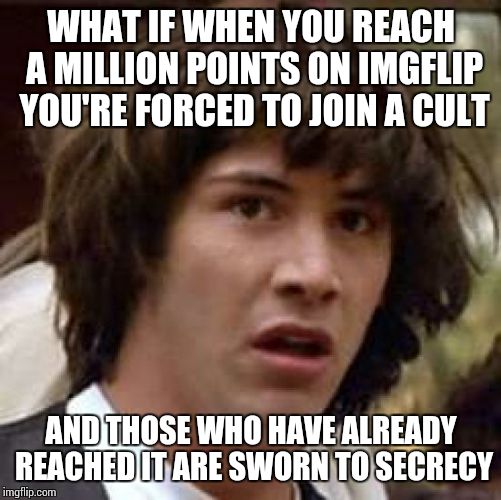 WHAT IF WHEN YOU REACH
A MILLION POINTS ON IMGFLIP
YOU'RE FORCED TO JOIN A CULT
AND THOSE WHO HAVE ALREADY
REACHED IT ARE SWORN TO SECRECY
imgflip.com